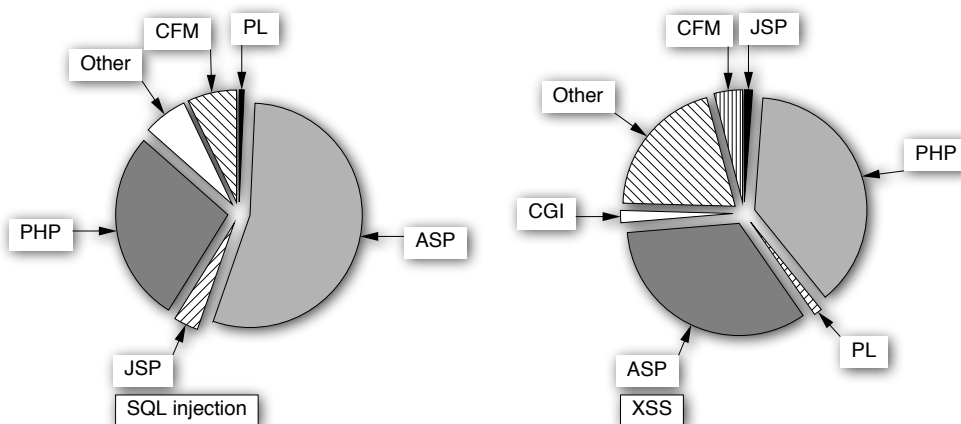 CFM
PL
Other
PHP
ASP
JSP
SQL injection
CFM
JSP
Other
PHP
CGI
PL
ASP
XSS